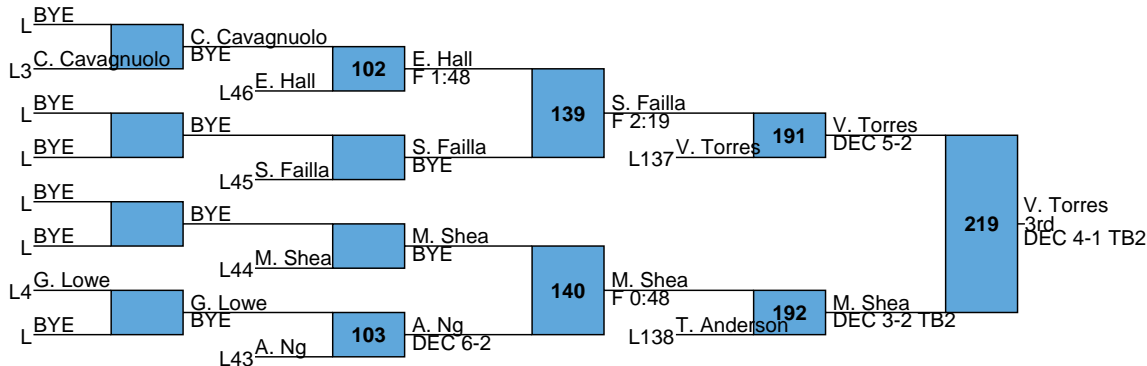 L BYE
L3 C. Cavagnuolo
C. Cavagnuolo
BYE
L46 E. Hall
102
E. Hall
F 1:48
L BYE
L BYE
BYE
L45 S. Failla
S. Failla
BYE
139
S. Failla
F 2:19
L137 V. Torres
191
V. Torres
DEC 5-2
L BYE
L BYE
BYE
L44 M. Shea
M. Shea
BYE
L4 G. Lowe
L BYE
G. Lowe
BYE
L43 A. Ng
103
A. Ng
DEC 6-2
140
M. Shea
F 0:48
L138 T. Anderson
192
M. Shea
DEC 3-2 TB2
219
V. Torres
3rd
DEC 4-1 TB2